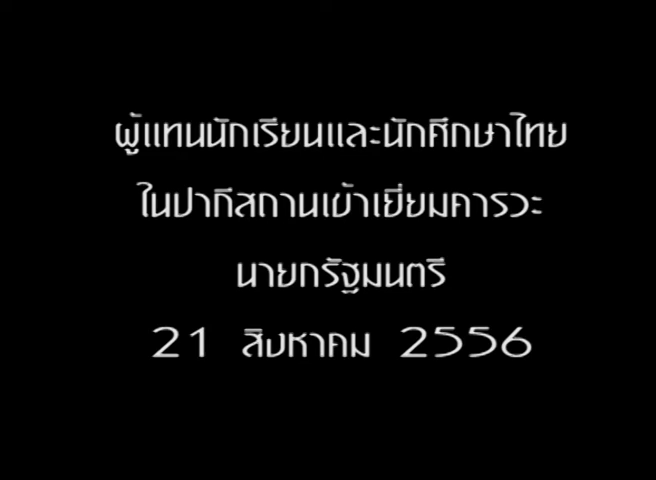 ผู้แทนนักเรียนและนักศึกษาไทย
ในปากีสถานเข้าเยี่ยมคารวะ
นายกรัฐมนตรี
21 สิงหาคม 2556